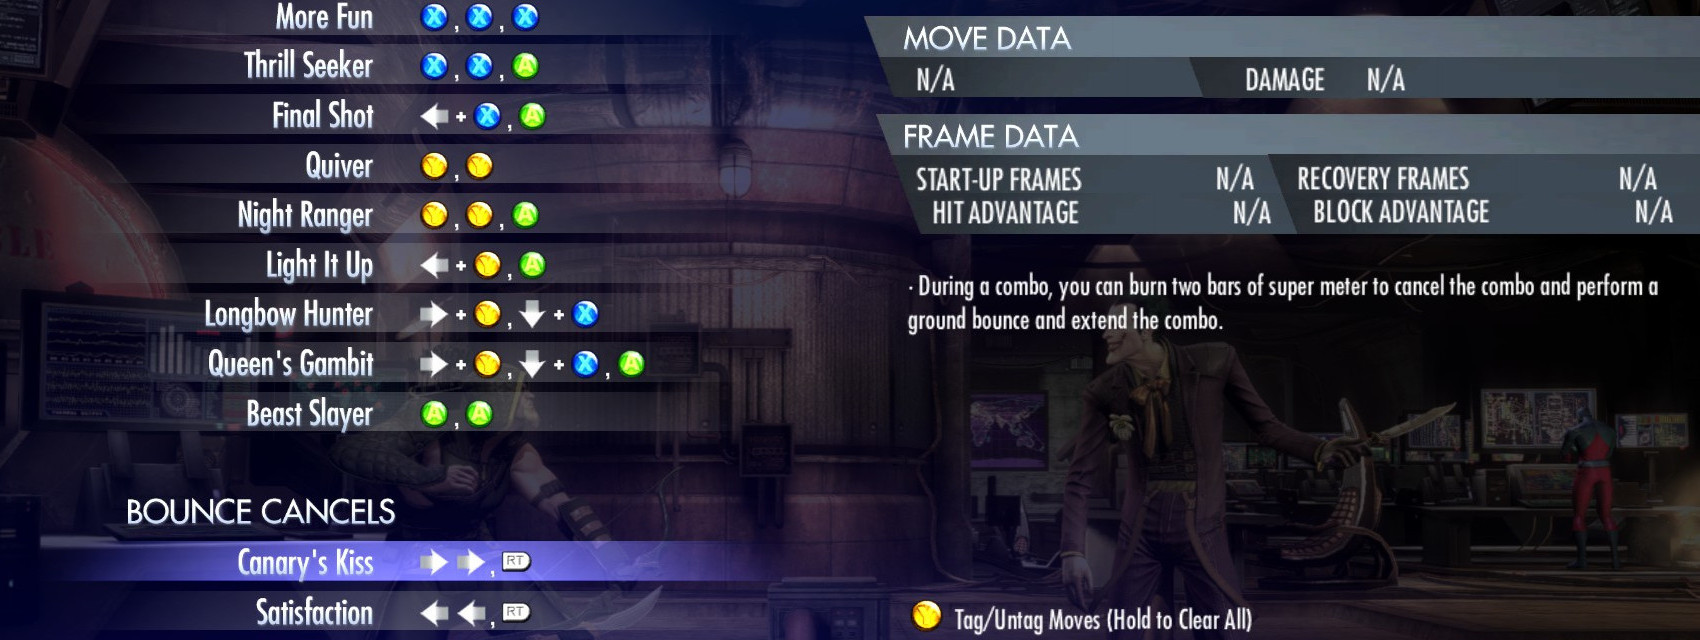 More Fun X, X, X
Thrill Seeker X, X, A
Final Shot ← + X, A
Quiver Y, Y
Night Ranger Y, Y, A
Light It Up ← + Y, A
Longbow Hunter → + Y, ↓ + X
Queen's Gambit → + Y, ↓ + X, A
Beast Slayer A, A
BOUNCE CANCELS
Canary's Kiss → →, RT
Satisfaction ← ←, RT
MOVE DATA
N/A DAMAGE N/A
FRAME DATA
START-UP FRAMES N/A RECOVERY FRAMES N/A
HIT ADVANTAGE N/A BLOCK ADVANTAGE N/A
· During a combo, you can burn two bars of super meter to cancel the combo and perform a
ground bounce and extend the combo.
Y Tag/Untag Moves (Hold to Clear All)